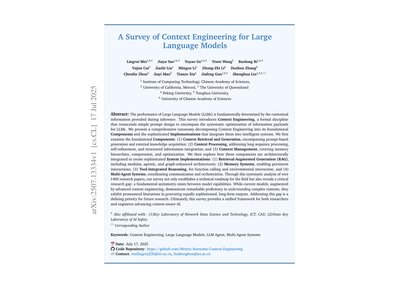 A Survey of Context Engineering for Large
Language Models
Lingrui Mei Jiayu Yao Yuyao Ge Yiwei Wang Baolong Bi
Yujun Cai Jiazhi Liu Mingyu Li Zhong-Zhi Li Duzhen Zhang
Chenlin Zhou Jiayi Mao Tianze Xia Jiafeng Guo Shenghua Liu
1 Institute of Computing Technology, Chinese Academy of Sciences,
2 University of California, Merced, 3 The University of Queensland
4 Peking University, 5 Tsinghua University,
6 University of Chinese Academy of Sciences
Abstract: The performance of Large Language Models (LLMs) is fundamentally determined by the contextual
information provided during inference. This survey introduces Context Engineering, a formal discipline
that transcends simple prompt design to encompass the systematic optimization of information payloads
for LLMs. We present a comprehensive taxonomy decomposing Context Engineering into its foundational
Components and the sophisticated Implementations that integrate them into intelligent systems. We first
examine the foundational Components: (1) Context Retrieval and Generation, encompassing prompt-based
generation and external knowledge acquisition; (2) Context Processing, addressing long sequence processing,
self-refinement, and structured information integration; and (3) Context Management, covering memory
hierarchies, compression, and optimization. We then explore how these components are architecturally
integrated to create sophisticated System Implementations: (1) Retrieval-Augmented Generation (RAG),
including modular, agentic, and graph-enhanced architectures; (2) Memory Systems, enabling persistent
interactions; (3) Tool-Integrated Reasoning, for function calling and environmental interaction; and (4) Multi-
Agent Systems, coordinating communication and orchestration. Through this systematic analysis of over
1400 research papers, our survey not only establishes a technical roadmap for the field but also reveals a critical
research gap: a fundamental asymmetry exists between model capabilities. While current models, augmented
by advanced context engineering, demonstrate remarkable proficiency in understanding complex contexts, they
exhibit pronounced limitations in generating equally sophisticated, long-form outputs. Addressing this gap is a
defining priority for future research. Ultimately, this survey provides a unified framework for both researchers
and engineers advancing context-aware AI.
* Also affiliated with: (1)Key Laboratory of Network Data Science and Technology, ICT, CAS; (2)State Key
Laboratory of AI Safety
† Corresponding Author
Keywords: Context Engineering, Large Language Models, LLM Agent, Multi-Agent Systems
Date: July 17, 2025
Code Repository: https://github.com/Meirtz/Awesome-Context-Engineering
Contact: meilingrui25b@ict.ac.cn, liushenghua@ict.ac.cn
arXiv:2507.13334v1 [cs.CL] 17 Jul 2025